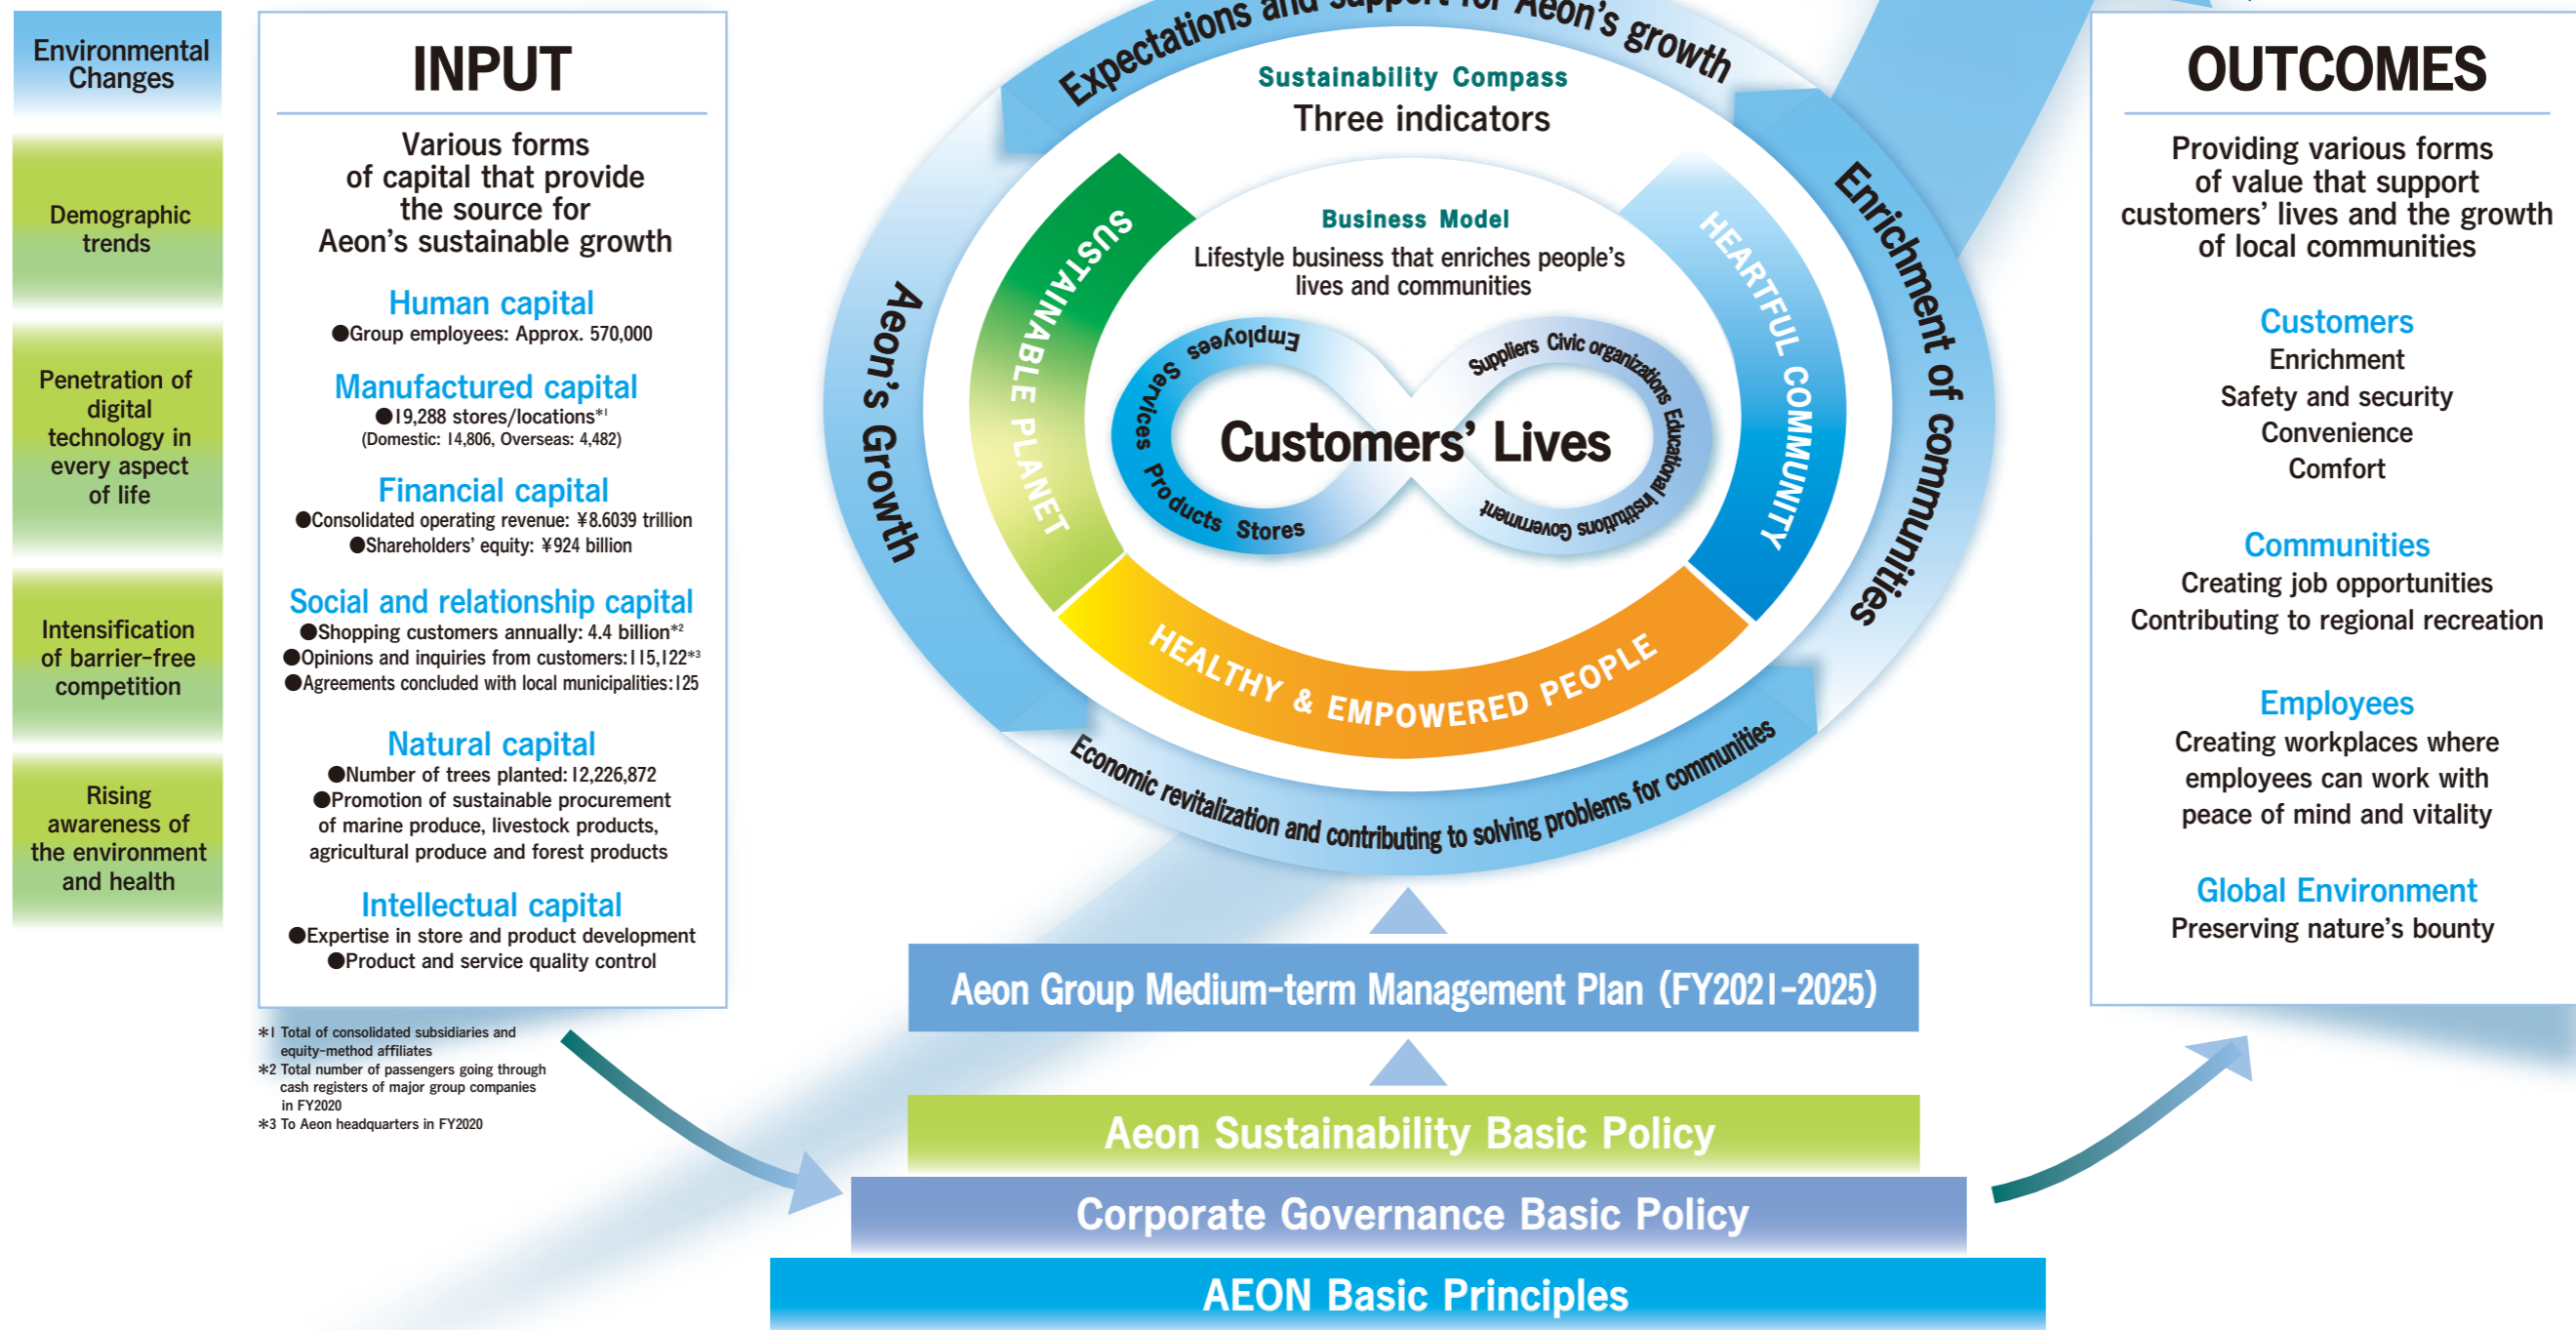 Environmental
Changes
Demographic
trends
Penetration of
digital
technology in
every aspect
of life
Intensification
of barrier-free
competition
Rising
awareness of
the environment
and health
INPUT
Various forms
of capital that provide
the source for
Aeon's sustainable growth
Human capital
●Group employees: Approx. 570,000
Manufactured capital
●19,288 stores/locations*1
(Domestic: 14,806, Overseas: 4,482)
Financial capital
●Consolidated operating revenue: ¥8.6039 trillion
●Shareholders' equity: ¥924 billion
Social and relationship capital
●Shopping customers annually: 4.4 billion*2
●Opinions and inquiries from customers:115,122*3
●Agreements concluded with local municipalities:125
Natural capital
●Number of trees planted:12,226,872
●Promotion of sustainable procurement
of marine produce, livestock products,
agricultural produce and forest products
Intellectual capital
●Expertise in store and product development
●Product and service quality control
*1 Total of consolidated subsidiaries and
equity-method affiliates
*2 Total number of passengers going through
cash registers of major group companies
in FY2020
*3 To Aeon headquarters in FY2020
Expectations and support for Aeon's growth
Aeon's Growth
Enrichment of communities
Economic revitalization and contributing to solving problems for communities
Sustainability Compass
Three indicators
SUSTAINABLE PLANET
HEARTFUL COMMUNITY
HEALTHY & EMPOWERED PEOPLE
Business Model
Lifestyle business that enriches people's
lives and communities
Employees Services Products Stores
Suppliers Civic organizations Educational Institutions Government
Customers' Lives
Aeon Group Medium-term Management Plan (FY2021-2025)
Aeon Sustainability Basic Policy
Corporate Governance Basic Policy
AEON Basic Principles
OUTCOMES
Providing various forms
of value that support
customers' lives and the growth
of local communities
Customers
Enrichment
Safety and security
Convenience
Comfort
Communities
Creating job opportunities
Contributing to regional recreation
Employees
Creating workplaces where
employees can work with
peace of mind and vitality
Global Environment
Preserving nature's bounty